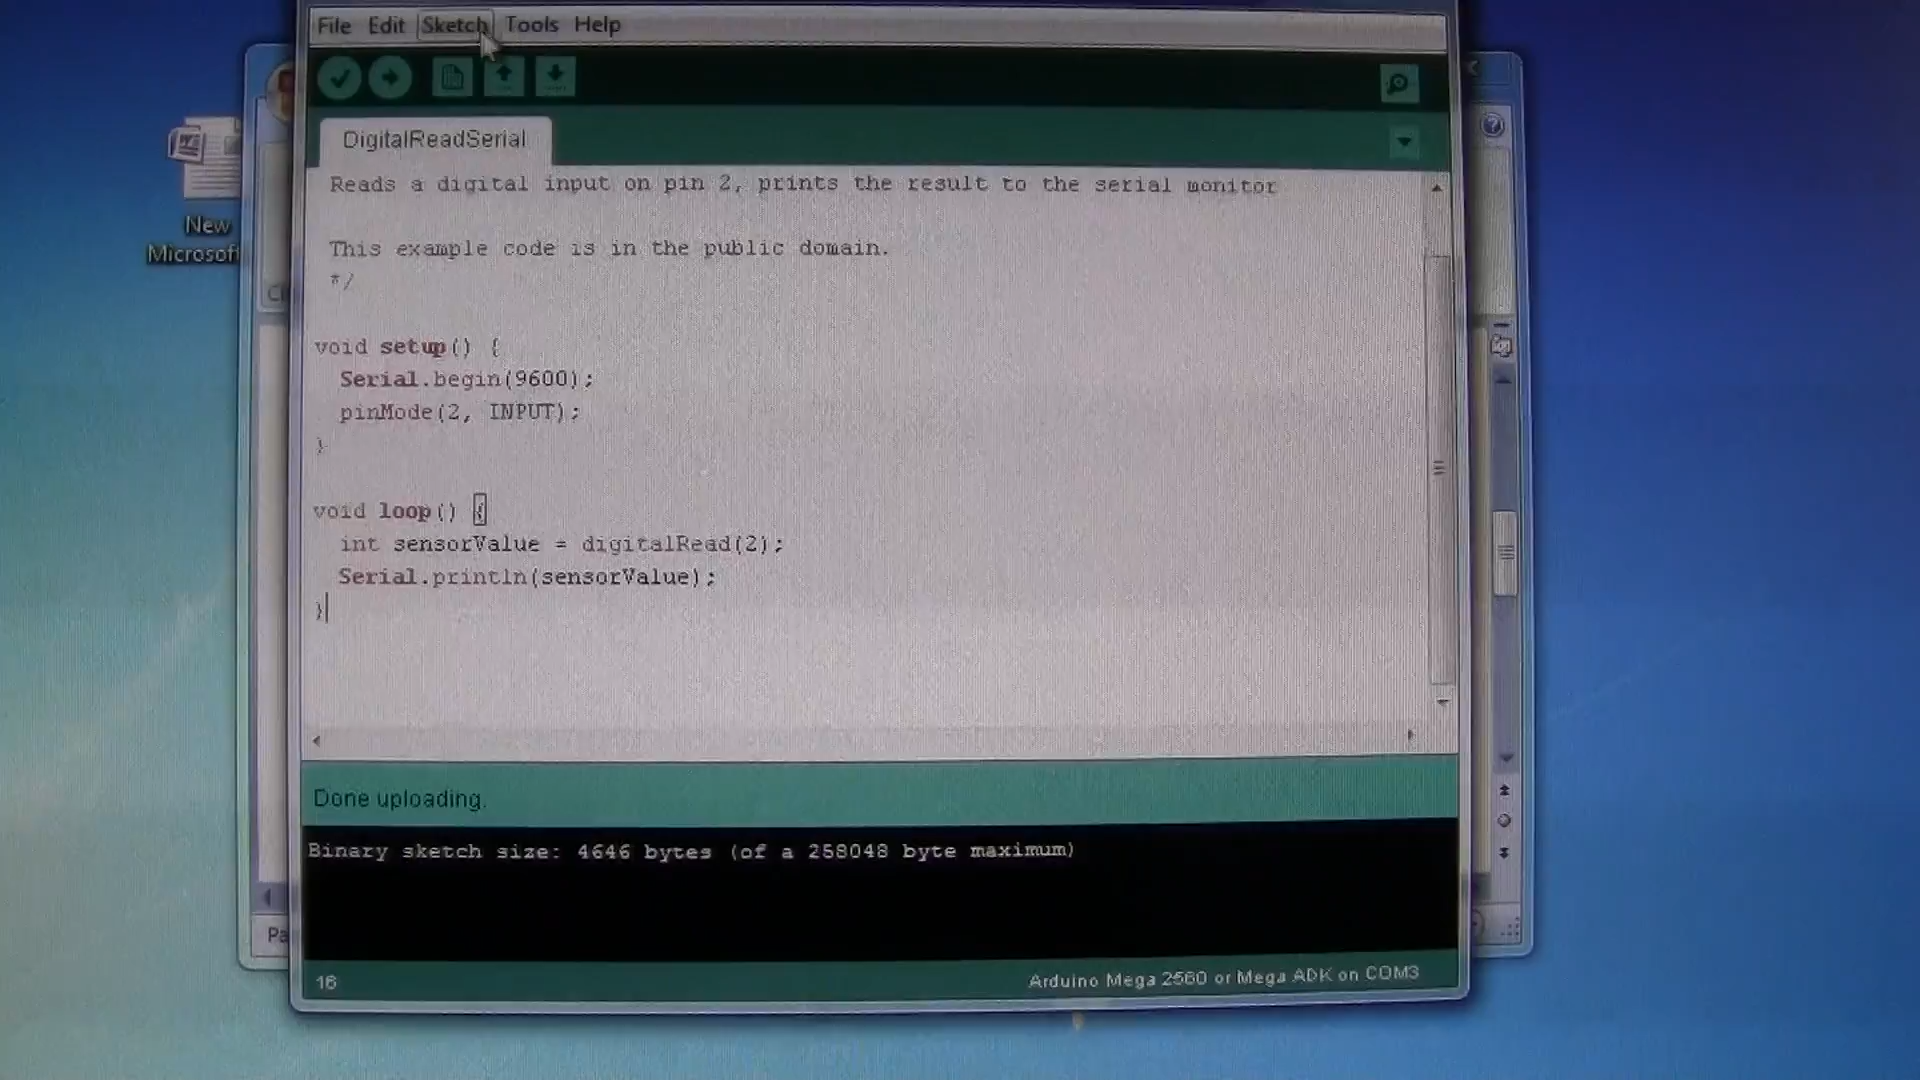 File Edit Sketch Tools Help
DigitalReadSerial
Reads a digital input on pin 2, prints the result to the serial monitor
This example code is in the public domain.
*/
void setup() {
Serial.begin(9600);
pinMode(2, INPUT);
}
void loop() {
int sensorValue = digitalRead(2);
Serial.println(sensorValue);
}
Done uploading.
Binary sketch size: 4646 bytes (of a 258048 byte maximum)
16
Arduino Mega 2560 or Mega ADK on COM3
New
Microsoft
Pa